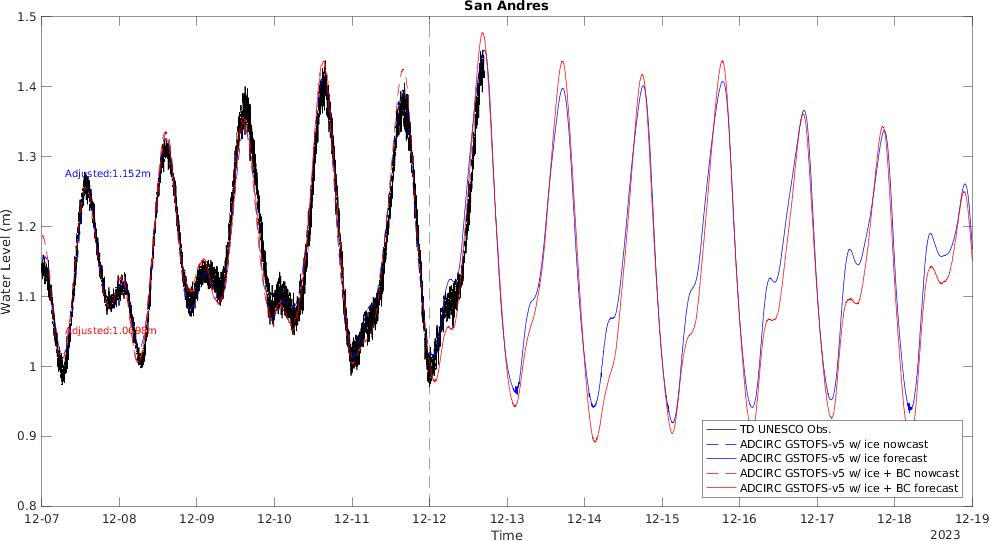 San Andres
Water Level (m)
1.5
1.4
1.3
1.2
1.1
1
0.9
0.8
Adjusted:1.152m
Adjusted:1.0698m
TD UNESCO Obs.
ADCIRC GSTOFS-v5 w/ ice nowcast
ADCIRC GSTOFS-v5 w/ ice forecast
ADCIRC GSTOFS-v5 w/ ice + BC nowcast
ADCIRC GSTOFS-v5 w/ ice + BC forecast
12-07 12-08 12-09 12-10 12-11 12-12 12-13 12-14 12-15 12-16 12-17 12-18 12-19
Time
2023